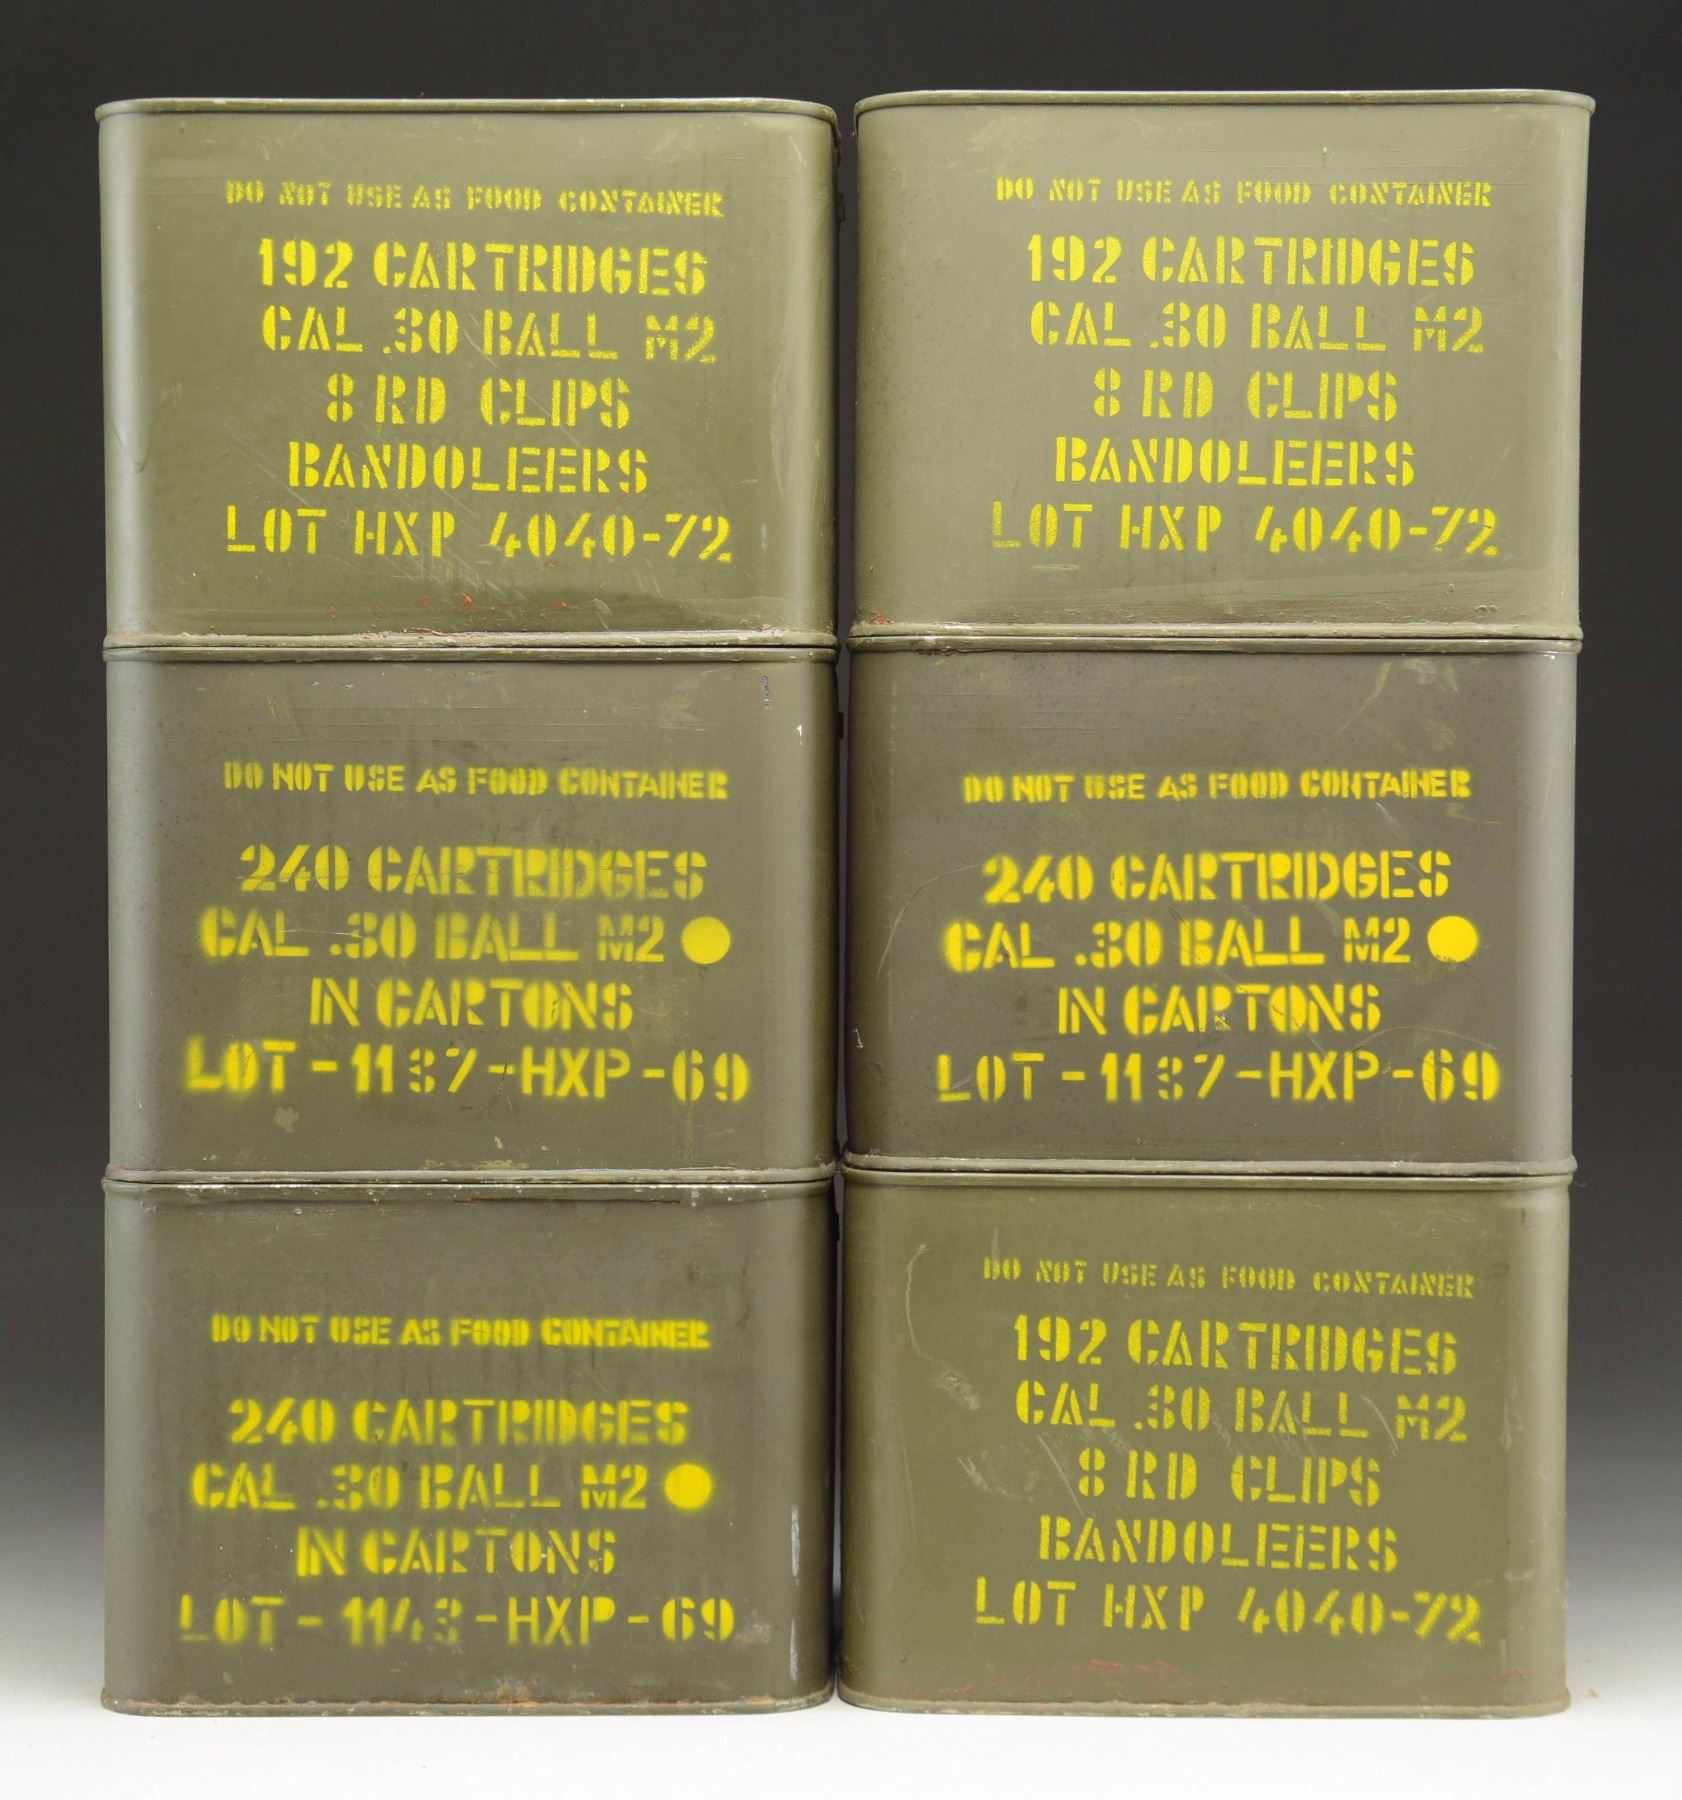 DO NOT USE AS FOOD CONTAINER
192 CARTRIDGES
CAL .30 BALL M2
8 RD CLIPS
BANDOLEERS
LOT HXP 4040-72
DO NOT USE AS FOOD CONTAINER
192 CARTRIDGES
CAL .30 BALL M2
8 RD CLIPS
BANDOLEERS
LOT HXP 4040-72
DO NOT USE AS FOOD CONTAINER
240 CARTRIDGES
CAL .30 BALL M2
IN CARTONS
LOT-1137-HXP-69
DO NOT USE AS FOOD CONTAINER
240 CARTRIDGES
CAL .30 BALL M2
IN CARTONS
LOT-1137-HXP-69
DO NOT USE AS FOOD CONTAINER
240 CARTRIDGES
CAL .30 BALL M2
IN CARTONS
LOT-1143-HXP-69
DO NOT USE AS FOOD CONTAINER
192 CARTRIDGES
CAL .30 BALL M2
8 RD CLIPS
BANDOLEERS
LOT HXP 4040-72